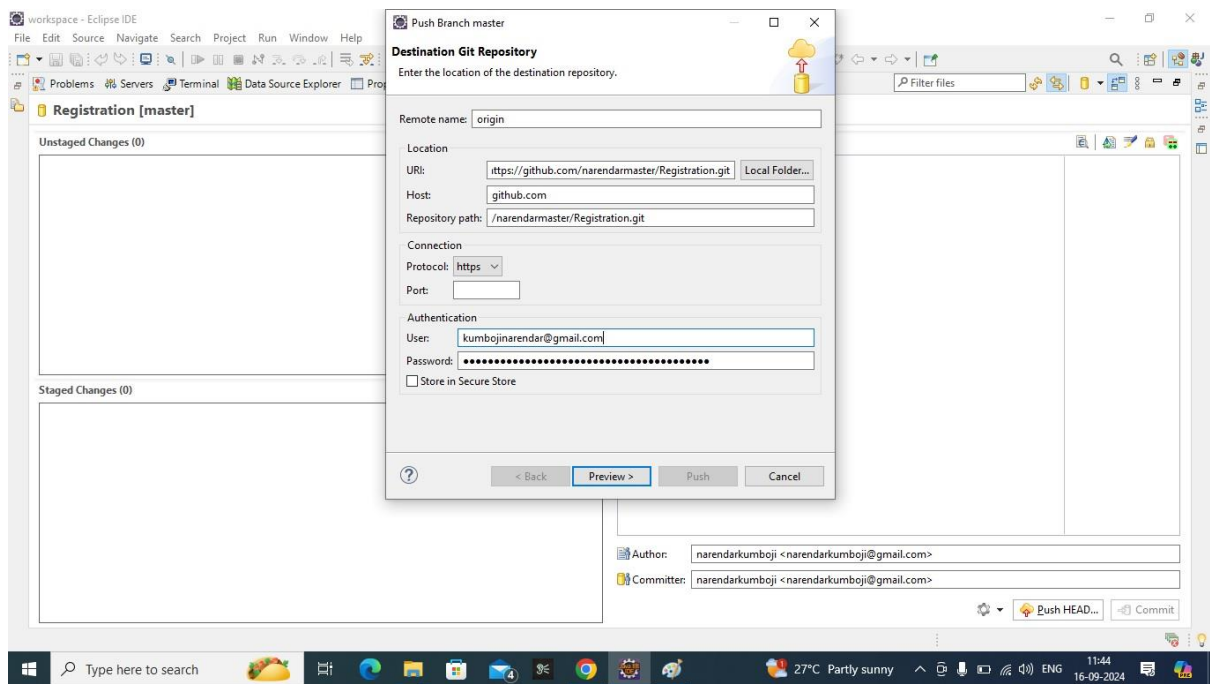 workspace - Eclipse IDE
File Edit Source Navigate Search Project Run Window Help
Problems Servers Terminal Data Source Explorer Prop
Filter files
Registration [master]
Unstaged Changes (0)
Staged Changes (0)
Push Branch master
Destination Git Repository
Enter the location of the destination repository.
Remote name: origin
Location
URI: ttps://github.com/narendarmaster/Registration.git Local Folder...
Host: github.com
Repository path: /narendarmaster/Registration.git
Connection
Protocol: https
Port:
Authentication
User: kumbojinarendar@gmail.com
Password: ●●●●●●●●●●●●●●●●●●●●●●●●●●●●●●●●●●●●●●●●
Store in Secure Store
< Back Preview > Push Cancel
Author: narendarkumboji <narendarkumboji@gmail.com>
Committer: narendarkumboji <narendarkumboji@gmail.com>
Push HEAD... Commit
Type here to search
4
27°C Partly sunny
ENG
11:44
16-09-2024
PRE